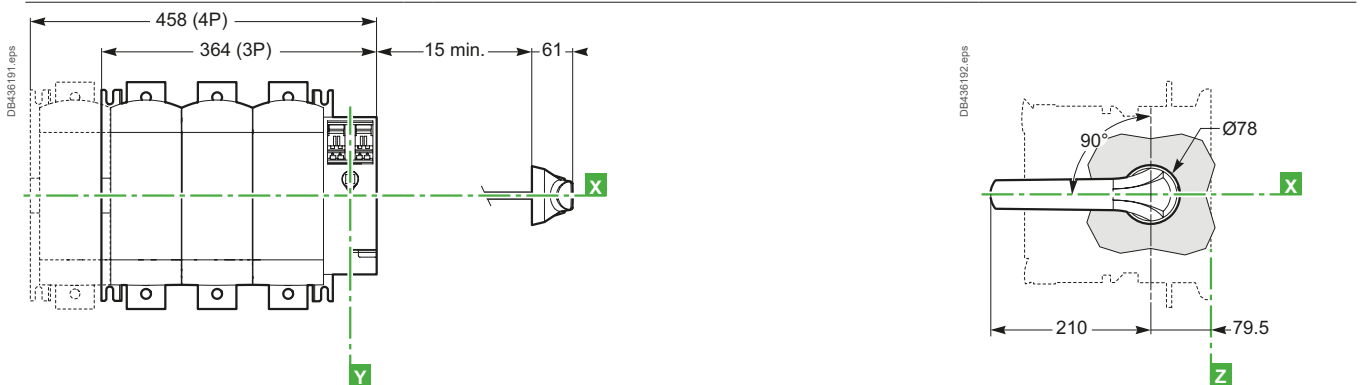 458 (4P)
364 (3P)
15 min.
61
DB436191.eps
X
Y
DB436192.eps
90°
Ø78
X
210
79.5
Z